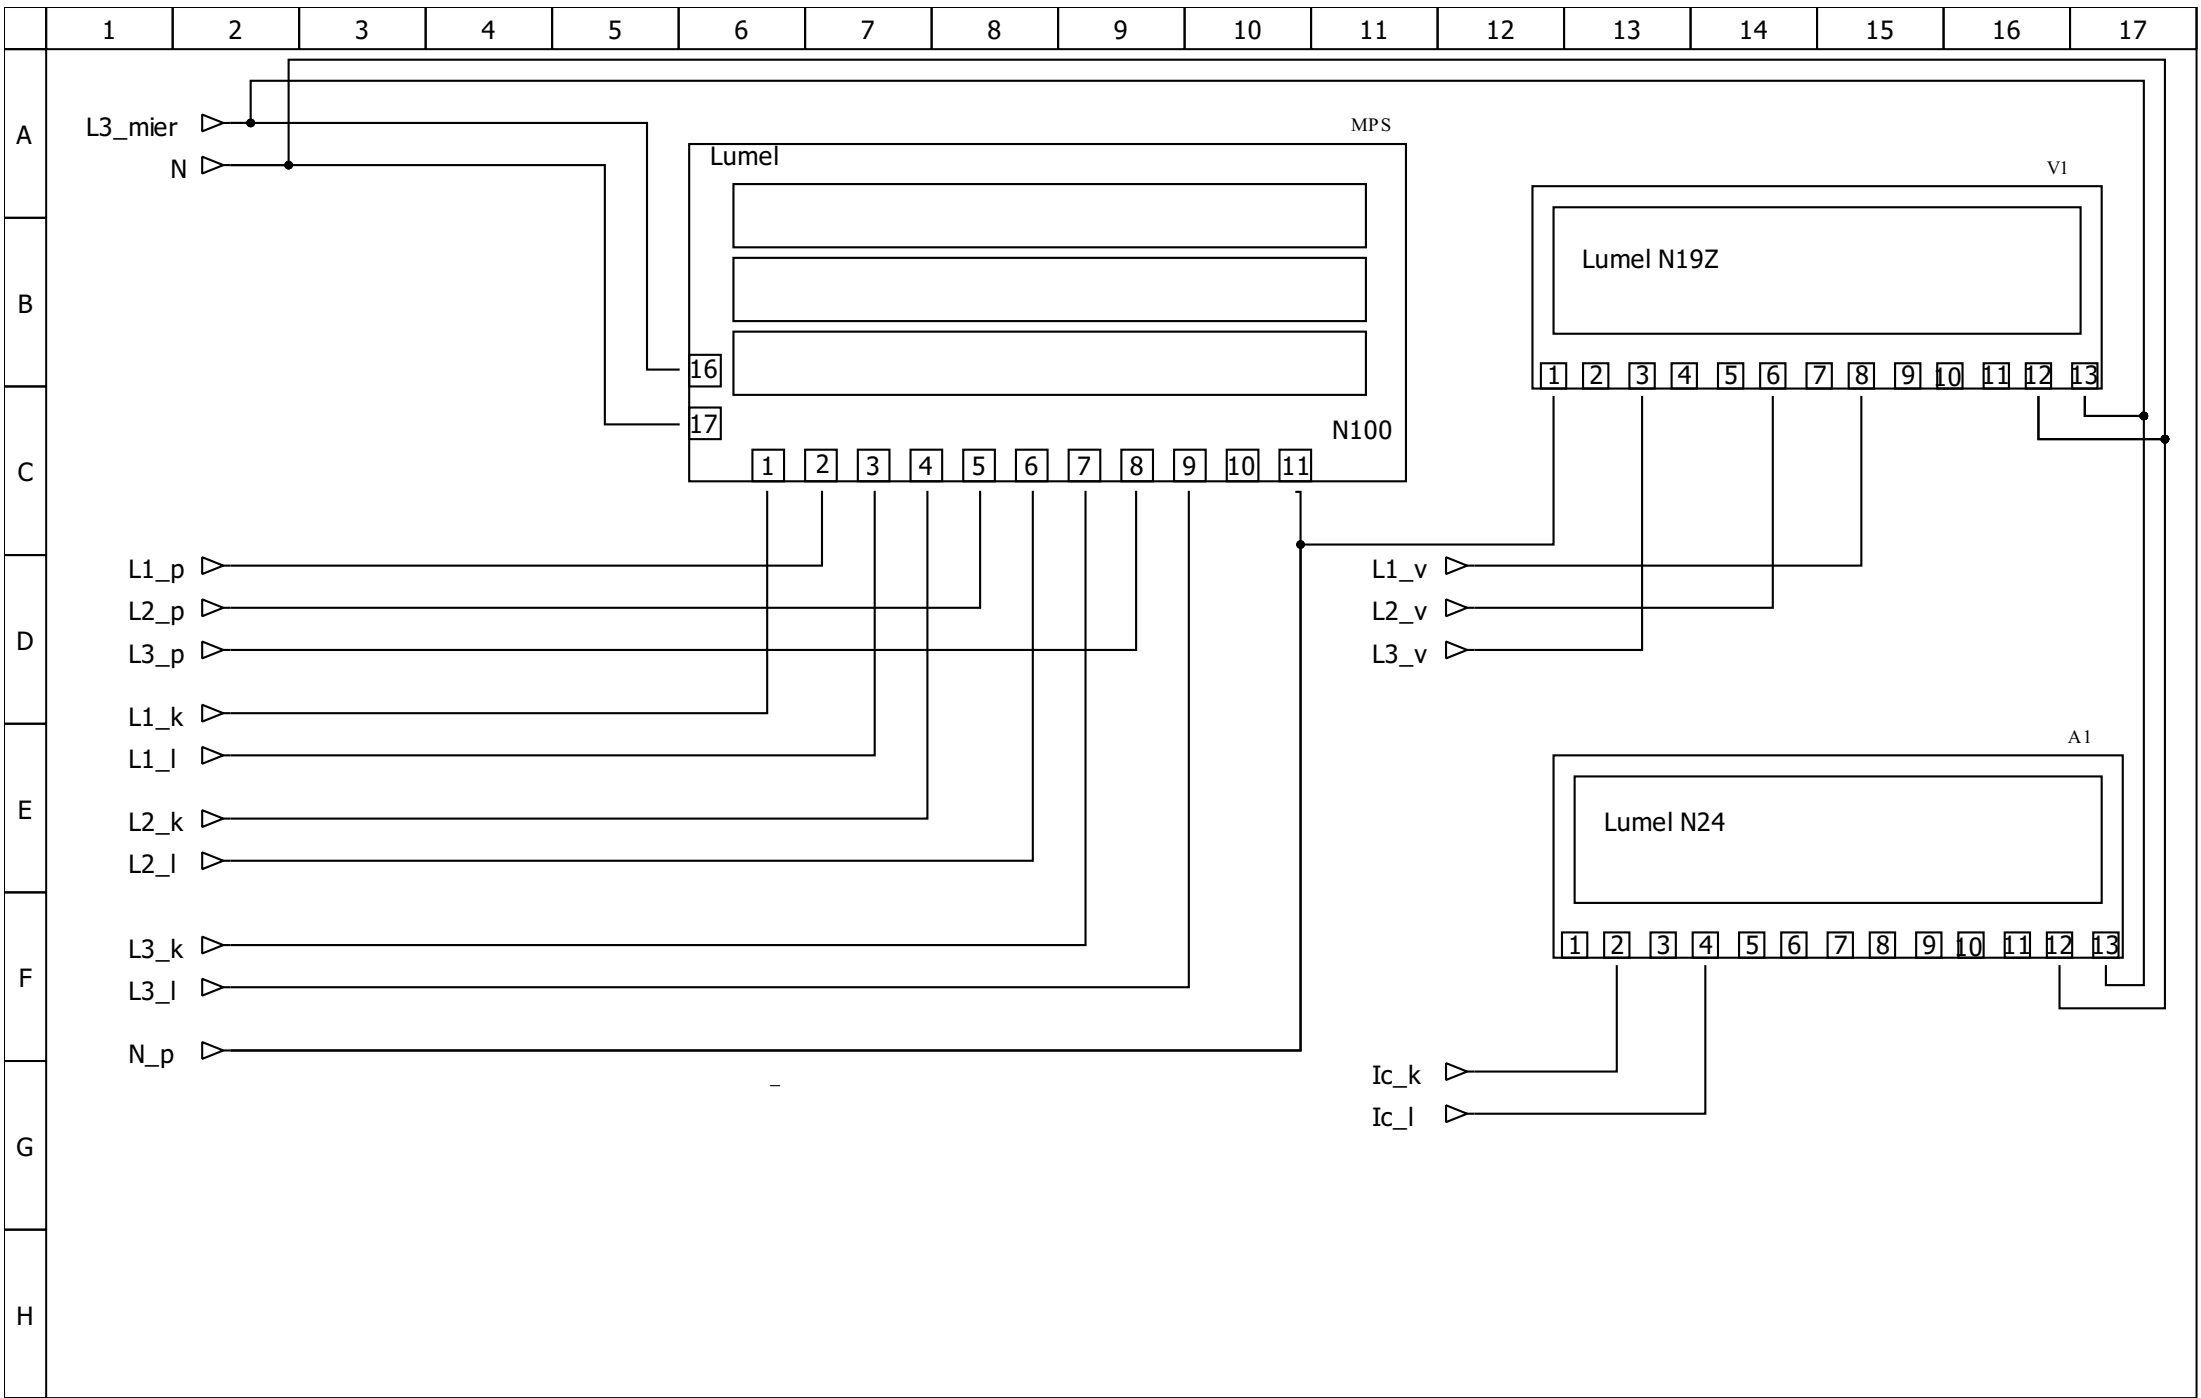 1 2 3 4 5 6 7 8 9 10 11 12 13 14 15 16 17
A
L3_mier
N
MPS
Lumel
V1
Lumel N19Z
B
16
17
N100
1 2 3 4 5 6 7 8 9 10 11 12 13
C
1 2 3 4 5 6 7 8 9 10 11
L1_p
L2_p
L3_p
L1_v
L2_v
L3_v
D
L1_k
L1_l
A1
E
L2_k
L2_l
Lumel N24
F
L3_k
L3_l
1 2 3 4 5 6 7 8 9 10 11 12 13
N_p
_
Ic_k
Ic_l
G
H